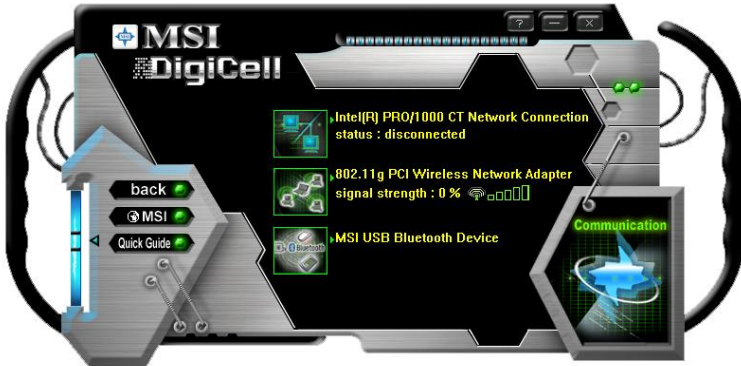 MSI
DigiCell
?
Intel(R) PRO/1000 CT Network Connection
status : disconnected
802.11g PCI Wireless Network Adapter
signal strength : 0 %
MSI USB Bluetooth Device
Bluetooth
back
MSI
Quick Guide
Communication